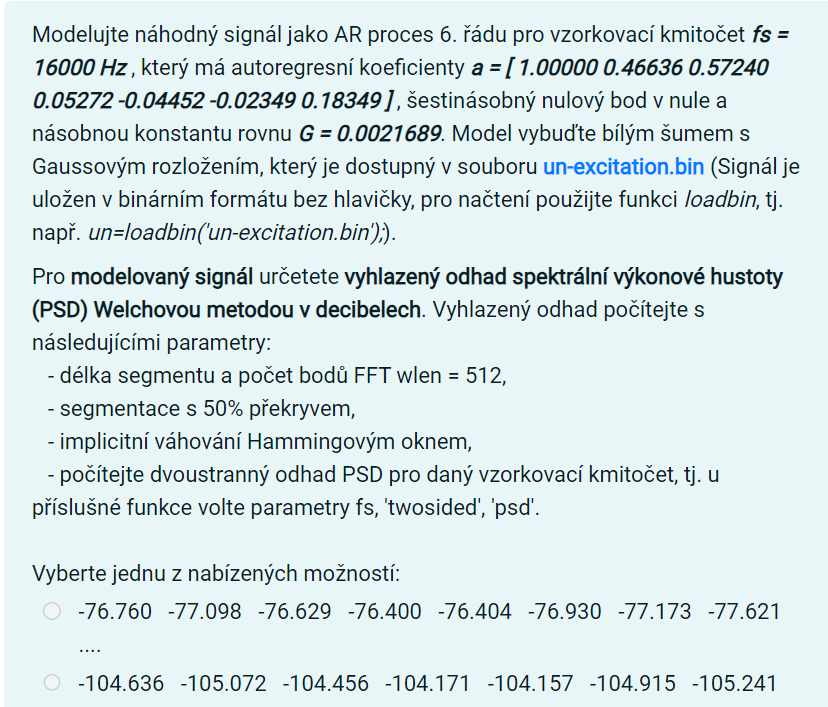 Modelujte náhodný signál jako AR proces 6. řádu pro vzorkovací kmitočet fs =
16000 Hz , který má autoregresní koeficienty a = [ 1.00000 0.46636 0.57240
0.05272 -0.04452 -0.02349 0.18349 ] , šestinásobný nulový bod v nule a
násobnou konstantu rovnu G = 0.0021689. Model vybuďte bílým šumem s
Gaussovým rozložením, který je dostupný v souboru un-excitation.bin (Signál je
uložen v binárním formátu bez hlavičky, pro načtení použijte funkci loadbin, tj.
např. un=loadbin('un-excitation.bin');).
Pro modelovaný signál určetete vyhlazený odhad spektrální výkonové hustoty
(PSD) Welchovou metodou v decibelech. Vyhlazený odhad počítejte s
následujícími parametry:
- délka segmentu a počet bodů FFT wlen = 512,
- segmentace s 50% překryvem,
- implicitní váhování Hammingovým oknem,
- počítejte dvoustranný odhad PSD pro daný vzorkovací kmitočet, tj. u
příslušné funkce volte parametry fs, 'twosided', 'psd'.
Vyberte jednu z nabízených možností:
-76.760 -77.098 -76.629 -76.400 -76.404 -76.930 -77.173 -77.621
....
-104.636 -105.072 -104.456 -104.171 -104.157 -104.915 -105.241